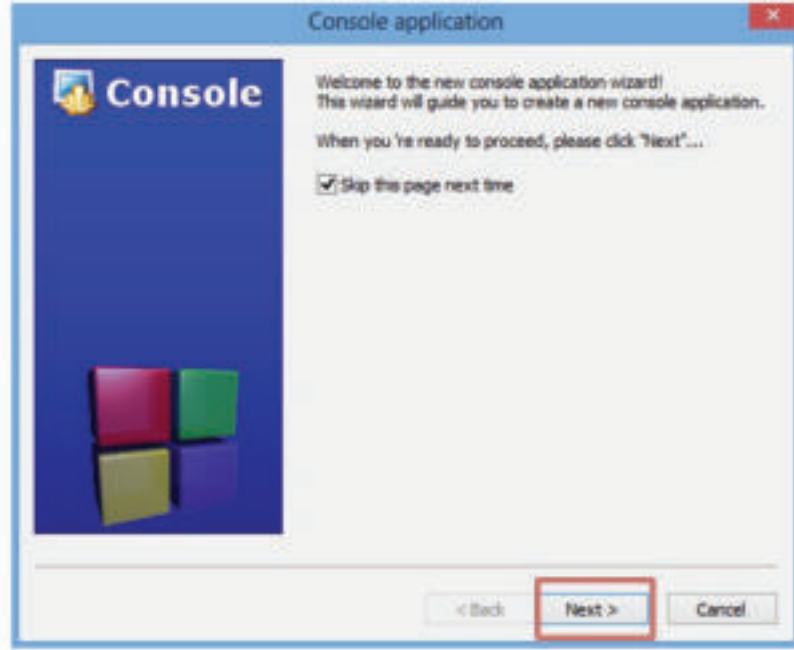 Console application
Console
Welcome to the new console application wizard!
This wizard will guide you to create a new console application.
When you 're ready to proceed, please click "Next"...
Skip this page next time
< Back
Next >
Cancel